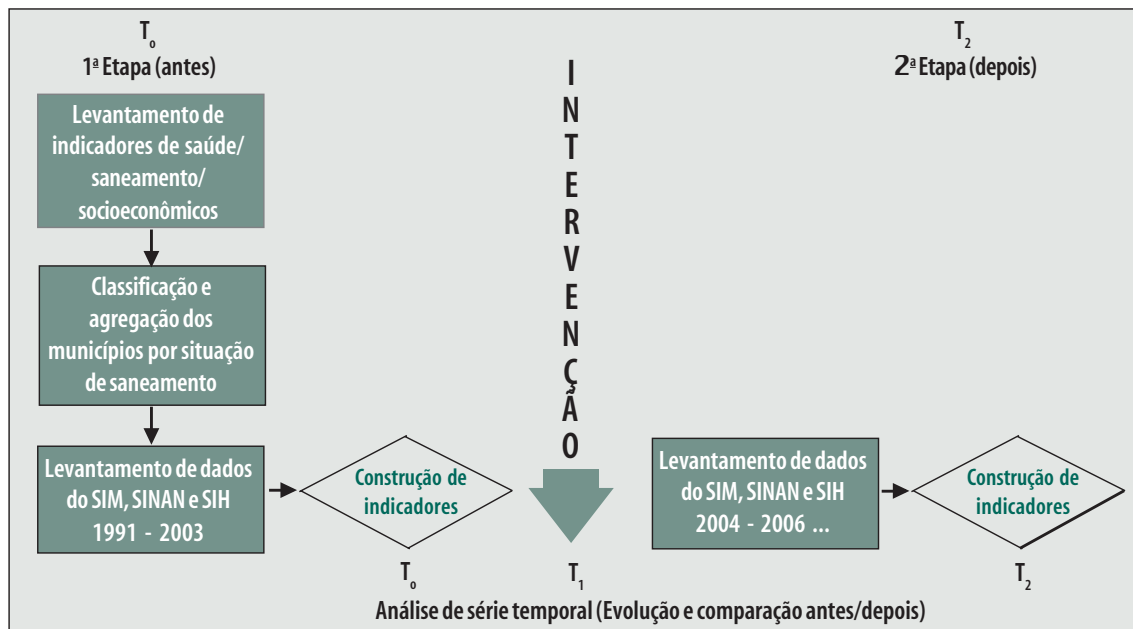 T0
1ª Etapa (antes)
Levantamento de
indicadores de saúde/
saneamento/
socioeconômicos
Classificação e
agregação dos
municípios por situação
de saneamento
Levantamento de dados
do SIM, SINAN e SIH
1991 - 2003
Construção de
indicadores
T0
I
N
T
E
R
V
E
N
Ç
Ã
O
T1
T2
2ª Etapa (depois)
Levantamento de dados
do SIM, SINAN e SIH
2004 - 2006 ...
Construção de
indicadores
T2
Análise de série temporal (Evolução e comparação antes/depois)